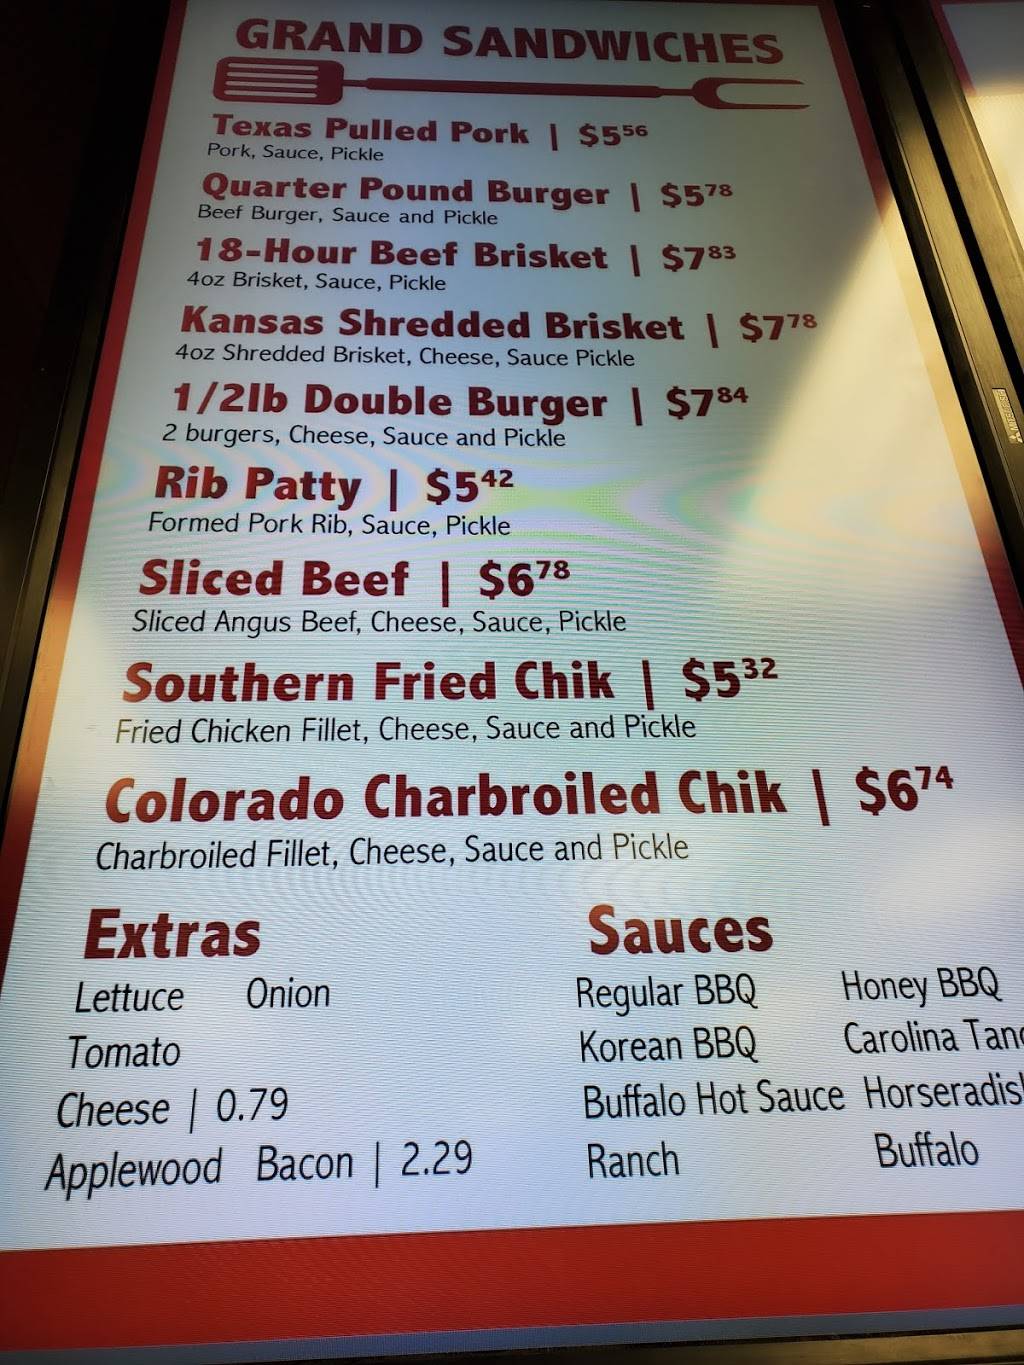 GRAND SANDWICHES
Texas Pulled Pork | $5⁵⁶
Pork, Sauce, Pickle
Quarter Pound Burger | $5⁷⁸
Beef Burger, Sauce and Pickle
18-Hour Beef Brisket | $7⁸³
4oz Brisket, Sauce, Pickle
Kansas Shredded Brisket | $7⁷⁸
4oz Shredded Brisket, Cheese, Sauce Pickle
1/2lb Double Burger | $7⁸⁴
2 burgers, Cheese, Sauce and Pickle
Rib Patty | $5⁴²
Formed Pork Rib, Sauce, Pickle
Sliced Beef | $6⁷⁸
Sliced Angus Beef, Cheese, Sauce, Pickle
Southern Fried Chik | $5³²
Fried Chicken Fillet, Cheese, Sauce and Pickle
Colorado Charbroiled Chik | $6⁷⁴
Charbroiled Fillet, Cheese, Sauce and Pickle
Extras
Lettuce Onion
Tomato
Cheese | 0.79
Applewood Bacon | 2.29
Sauces
Regular BBQ Honey BBQ
Korean BBQ Carolina
Buffalo Hot Sauce
Ranch Buffalo